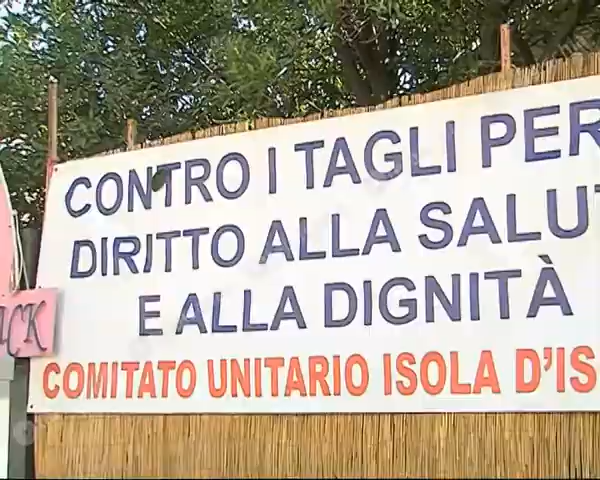 CONTRO I TAGLI PER
DIRITTO ALLA SALUT
E ALLA DIGNITÀ
COMITATO UNITARIO ISOLA D'IS